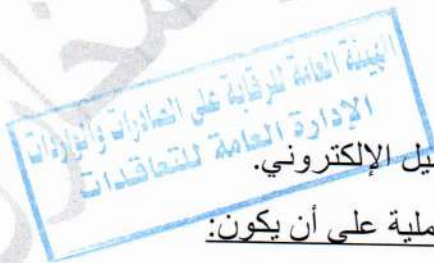 الهيئة العامة للرقابة على الصادرات والواردات
الإدارة العامة للتعاقدات
يل الإلكتروني.
ملية على أن يكون: